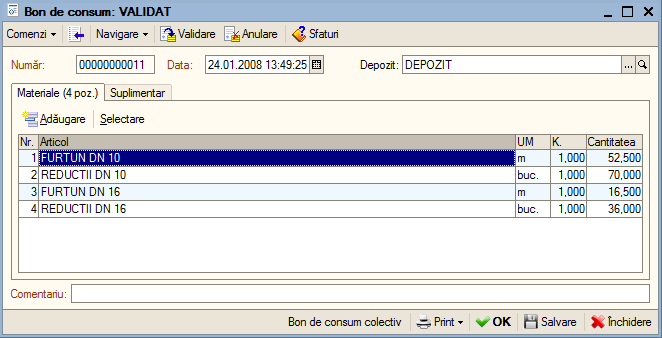 Bon de consum: VALIDAT
Comenzi Navigare Validare Anulare Sfaturi
Număr: 00000000011 Data: 24.01.2008 13:49:25 Depozit: DEPOZIT ...
Materiale (4 poz.) Suplimentar
Adăugare Selectare
Nr. Articol UM K. Cantitatea
1 FURTUN DN 10 m 1,000 52,500
2 REDUCTII DN 10 buc. 1,000 70,000
3 FURTUN DN 16 m 1,000 16,500
4 REDUCTII DN 16 buc. 1,000 36,000
Comentariu:
Bon de consum colectiv Print OK Salvare Închidere